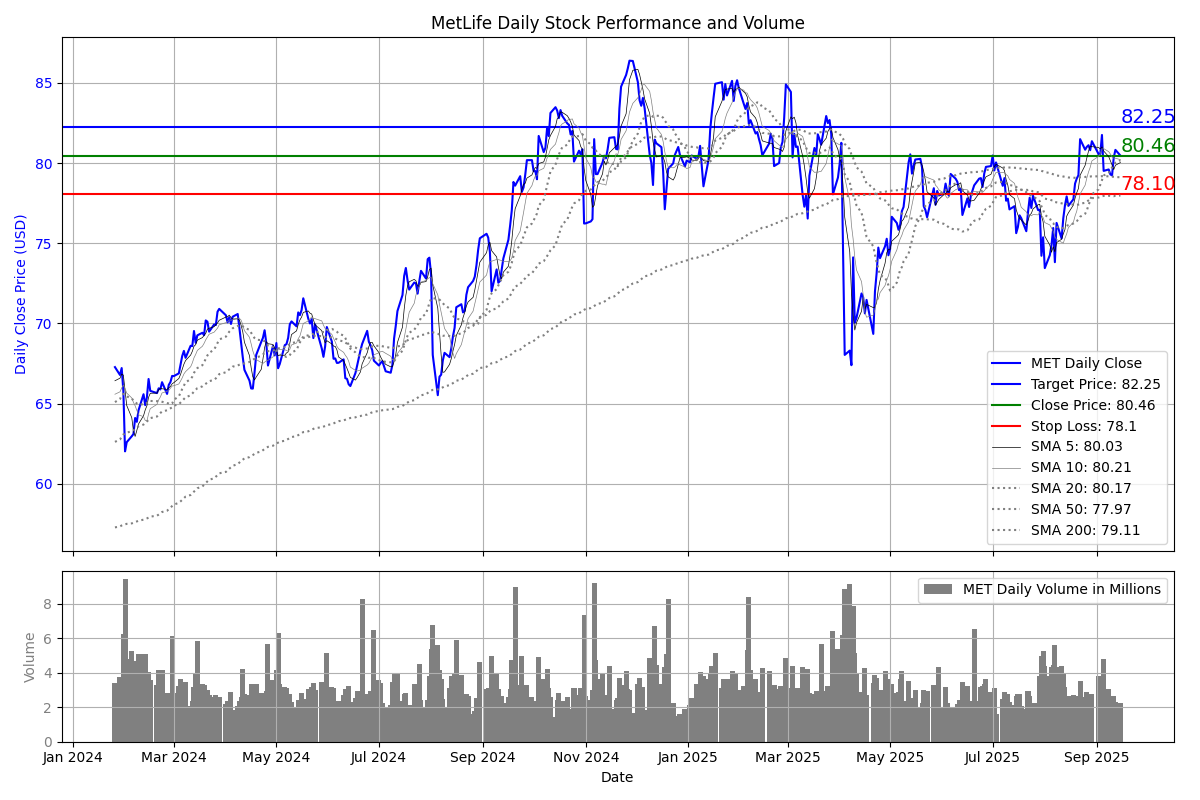 MetLife Daily Stock Performance and Volume
Daily Close Price (USD)
85
80
75
70
65
60
82.25
80.46
78.10
MET Daily Close
Target Price: 82.25
Close Price: 80.46
Stop Loss: 78.1
SMA 5: 80.03
SMA 10: 80.21
SMA 20: 80.17
SMA 50: 77.97
SMA 200: 79.11
Volume
8
6
4
2
0
MET Daily Volume in Millions
Jan 2024 Mar 2024 May 2024 Jul 2024 Sep 2024 Nov 2024 Jan 2025 Mar 2025 May 2025 Jul 2025 Sep 2025
Date